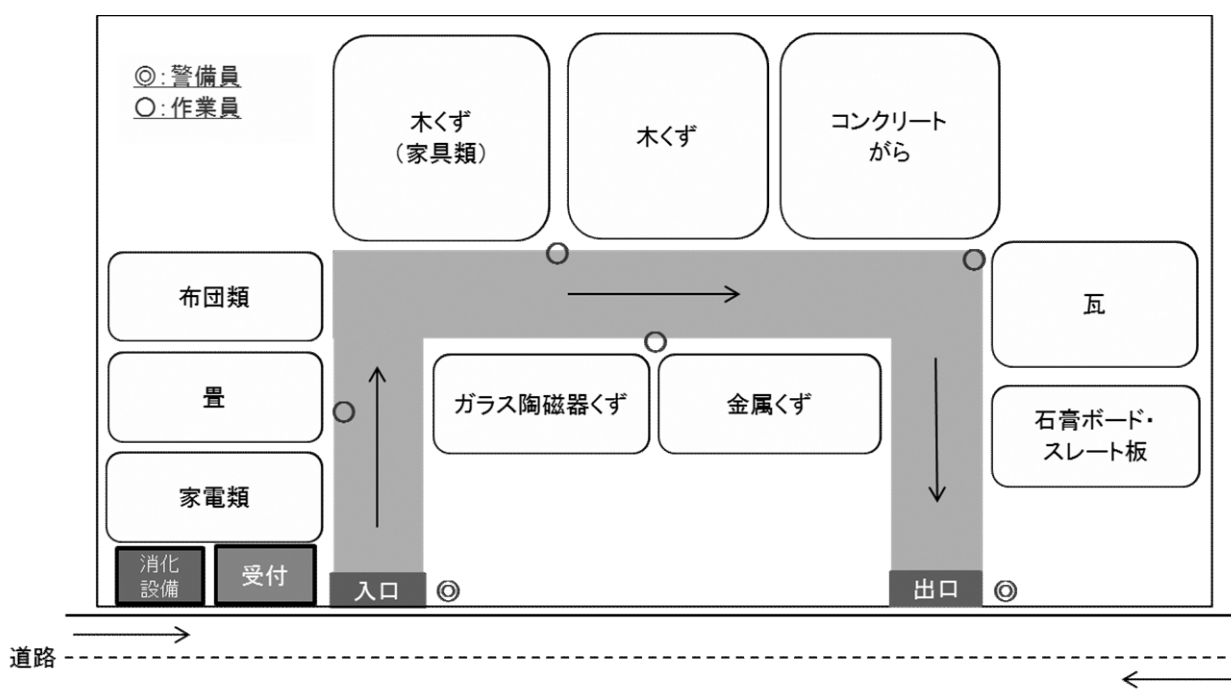 ◎:警備員
○:作業員
木くず
（家具類）
木くず
コンクリート
がら
布団類
瓦
畳
ガラス陶磁器くず
金属くず
石膏ボード・
スレート板
家電類
消化
設備
受付
入口
出口
道路